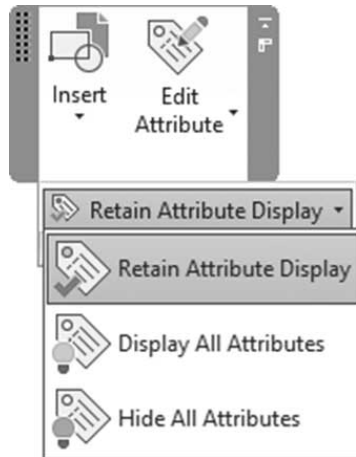 Insert
Edit
Attribute
Retain Attribute Display
Retain Attribute Display
Display All Attributes
Hide All Attributes